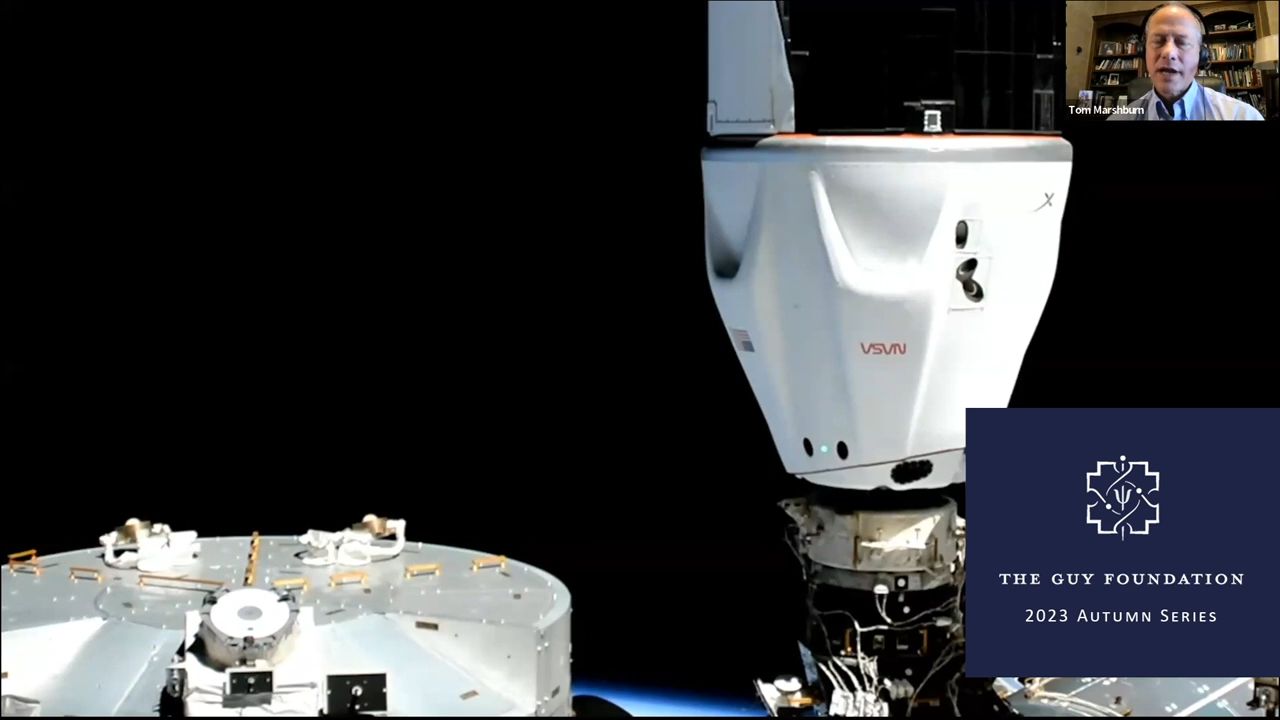 Tom Marshburn
X
NASA
THE GUY FOUNDATION
2023 AUTUMN SERIES